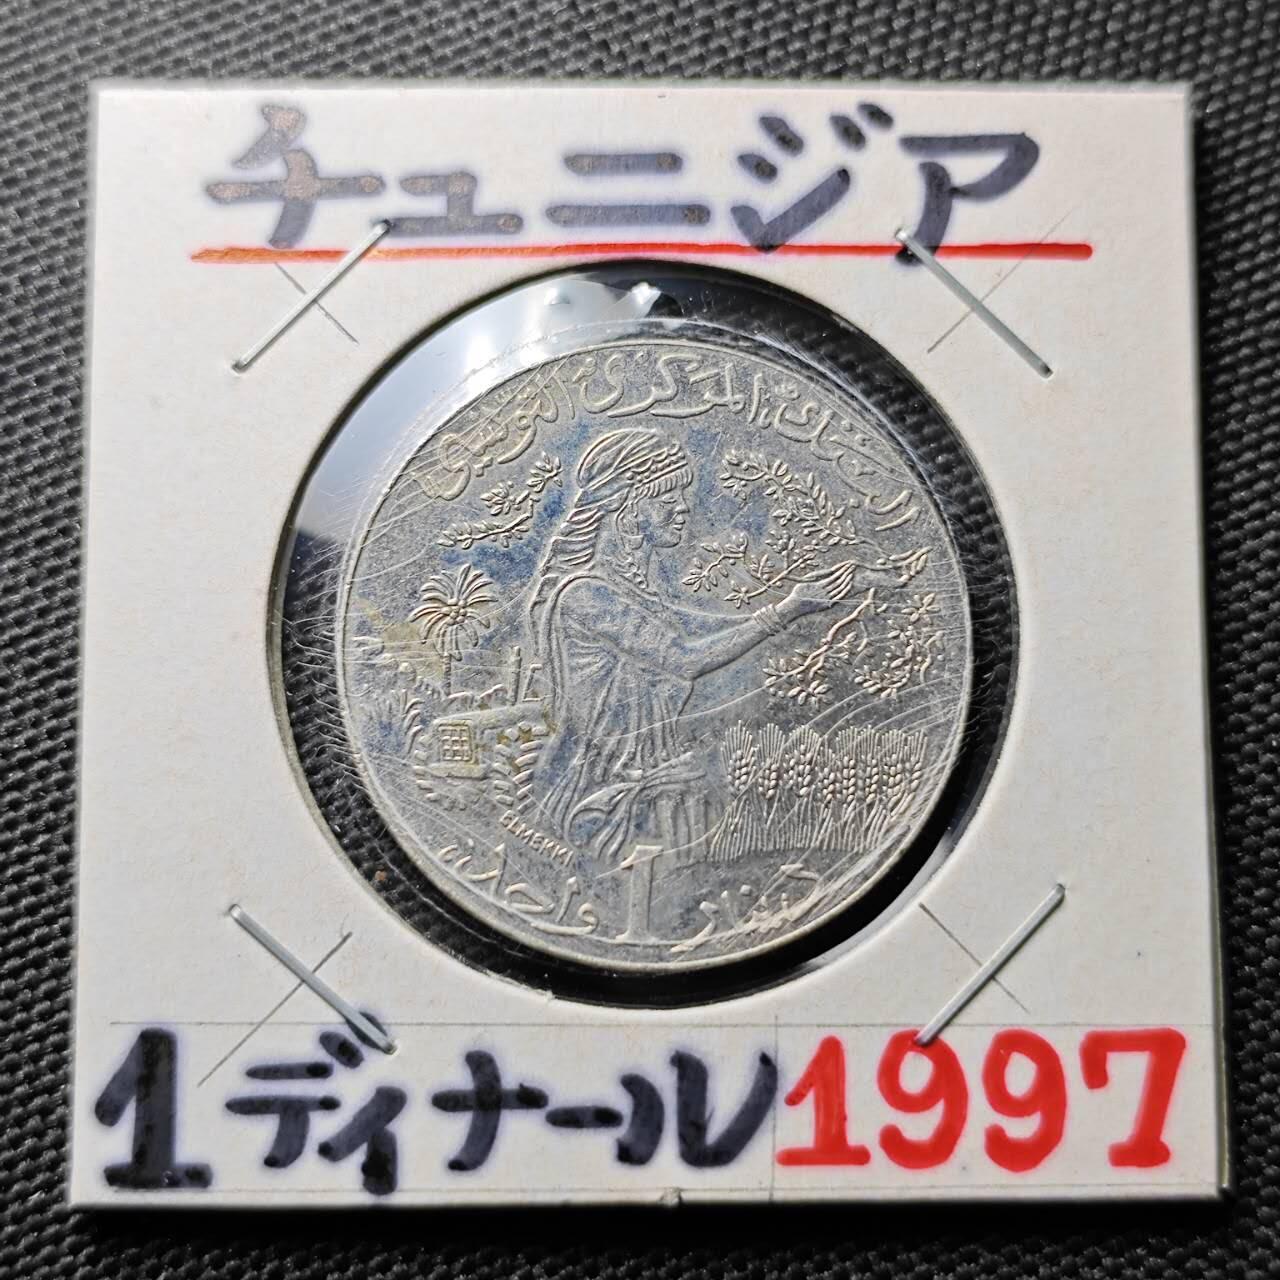 チュニジア
البنك المركزي التونسي
ELMEKKI
دينار 1 واحد
1ディナール 1997